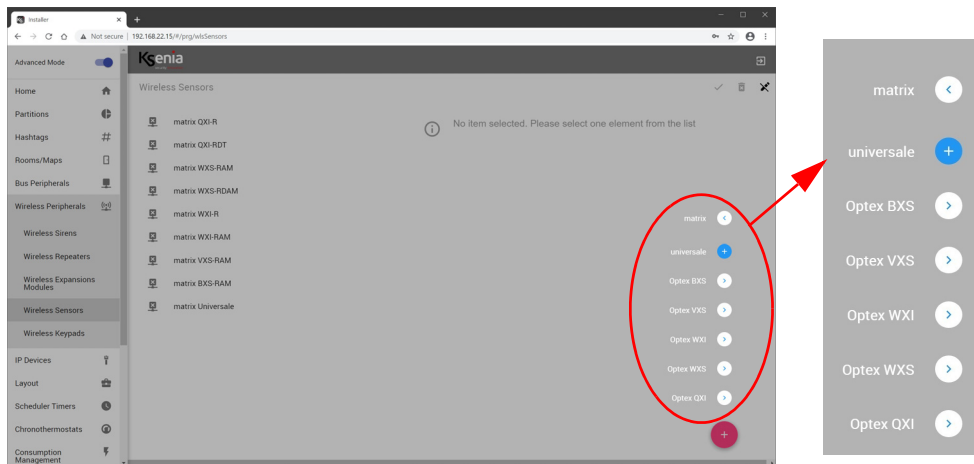 Installer
Not secure | 192.168.22.15/#/prg/wlsSensors
Advanced Mode
Ksenia
Home
Partitions
Hashtags
Rooms/Maps
Bus Peripherals
Wireless Peripherals
Wireless Sirens
Wireless Repeaters
Wireless Expansions
Modules
Wireless Sensors
Wireless Keypads
IP Devices
Layout
Scheduler Timers
Chronothermostats
Consumption
Management
Wireless Sensors
matrix QXI-R
matrix QXI-RDT
matrix WXS-RAM
matrix WXS-RDAM
matrix WXI-R
matrix WXI-RAM
matrix VXS-RAM
matrix BXS-RAM
matrix Universale
No item selected. Please select one element from the list
matrix
universale
Optex BXS
Optex VXS
Optex WXI
Optex WXS
Optex QXI
matrix
universale
Optex BXS
Optex VXS
Optex WXI
Optex WXS
Optex QXI